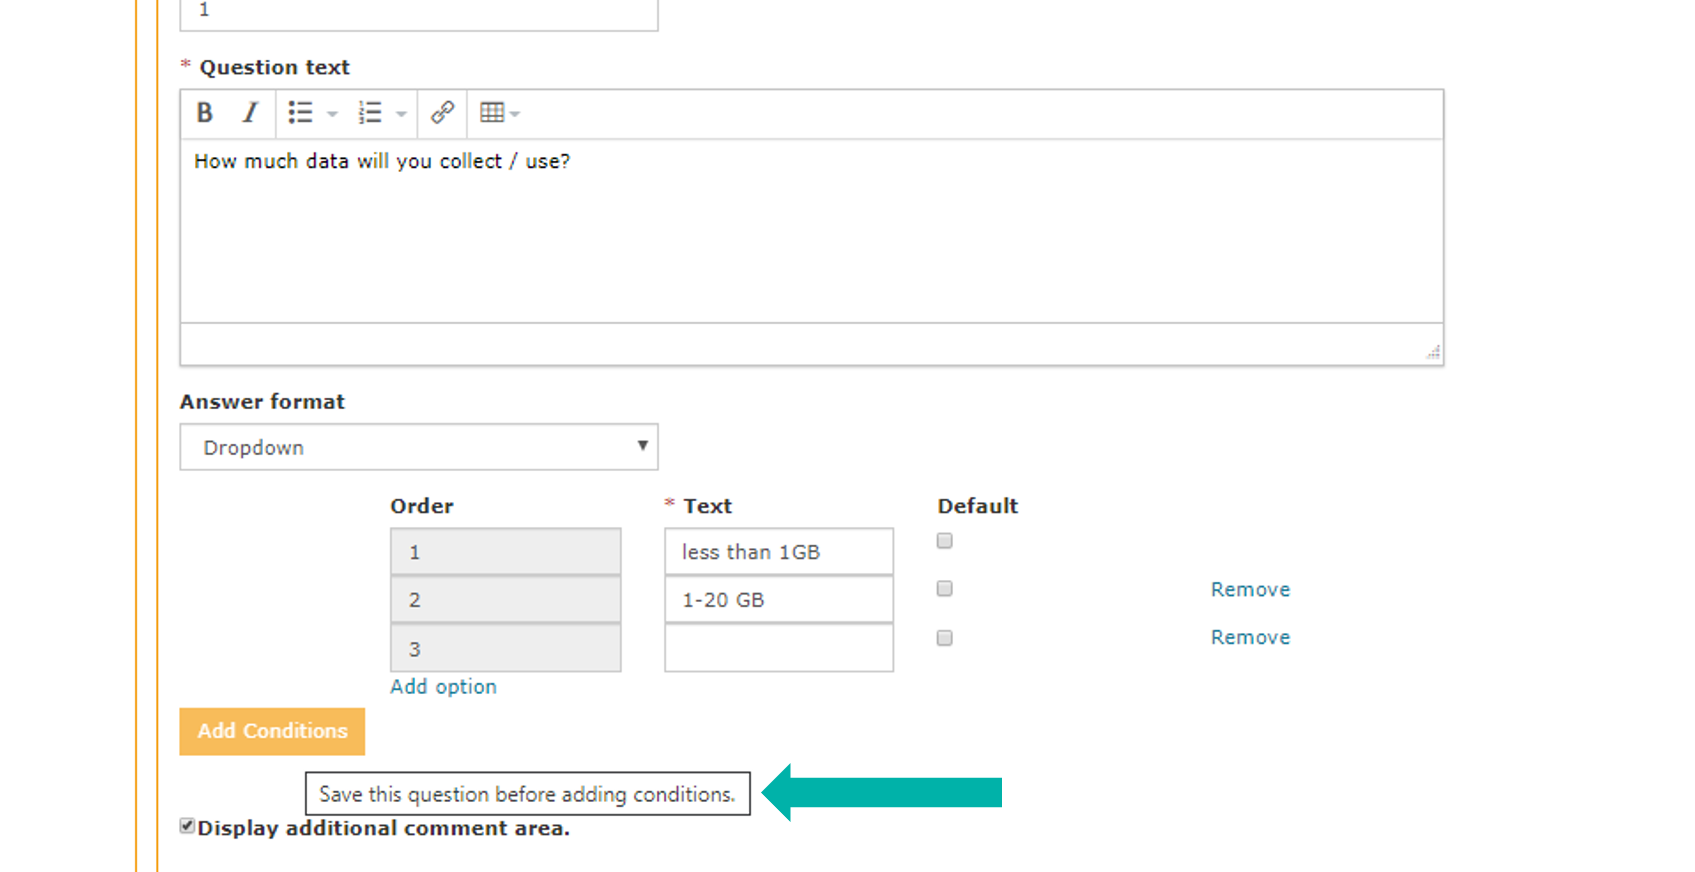 1
* Question text
B I
How much data will you collect / use?
Answer format
Dropdown
Order * Text Default
1 less than 1GB
2 1-20 GB Remove
3 Remove
Add option
Add Conditions
Save this question before adding conditions.
Display additional comment area.